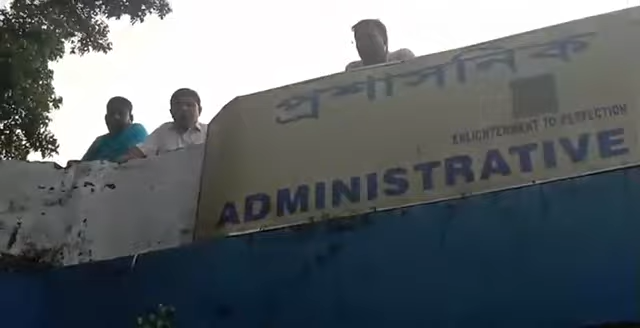 প্রশাসনিক
ENLIGHTENMENT TO PERFECTION
ADMINISTRATIVE